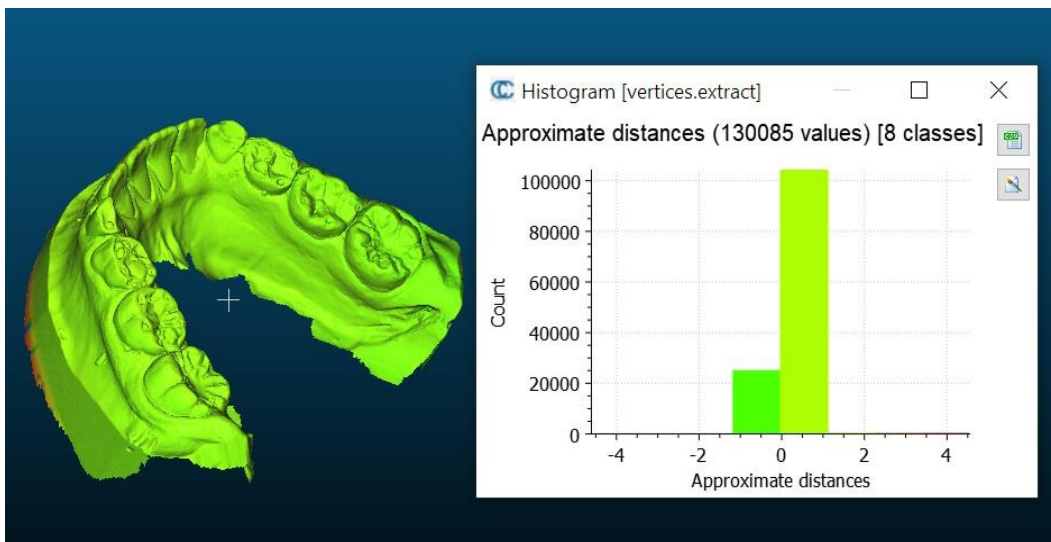 Histogram [vertices.extract]
Approximate distances (130085 values) [8 classes]
100000
80000
60000
40000
20000
0
Count
-4
-2
0
2
4
Approximate distances